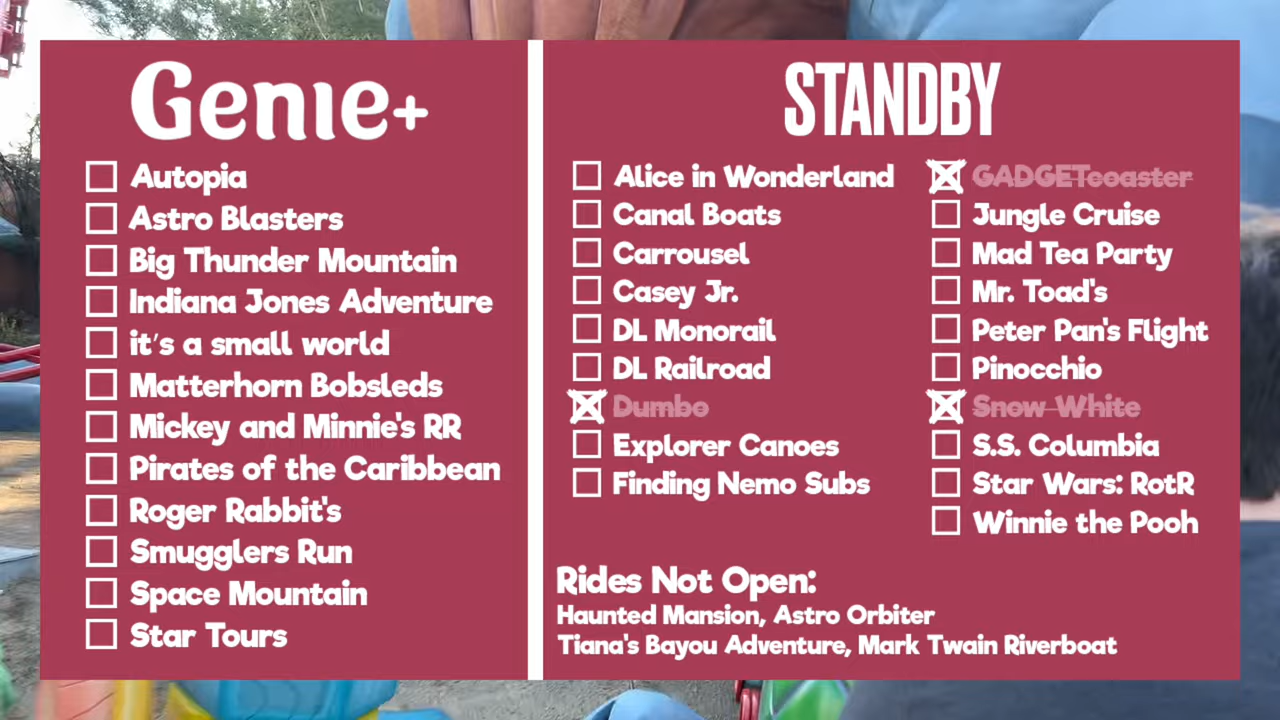 Genie+
Autopia
Astro Blasters
Big Thunder Mountain
Indiana Jones Adventure
it's a small world
Matterhorn Bobsleds
Mickey and Minnie's RR
Pirates of the Caribbean
Roger Rabbit's
Smugglers Run
Space Mountain
Star Tours
STANDBY
Alice in Wonderland
Canal Boats
Carrousel
Casey Jr.
DL Monorail
DL Railroad
Dumbo
Explorer Canoes
Finding Nemo Subs
GADGETcoaster
Jungle Cruise
Mad Tea Party
Mr. Toad's
Peter Pan's Flight
Pinocchio
Snow White
S.S. Columbia
Star Wars: RotR
Winnie the Pooh
Rides Not Open:
Haunted Mansion, Astro Orbiter
Tiana's Bayou Adventure, Mark Twain Riverboat